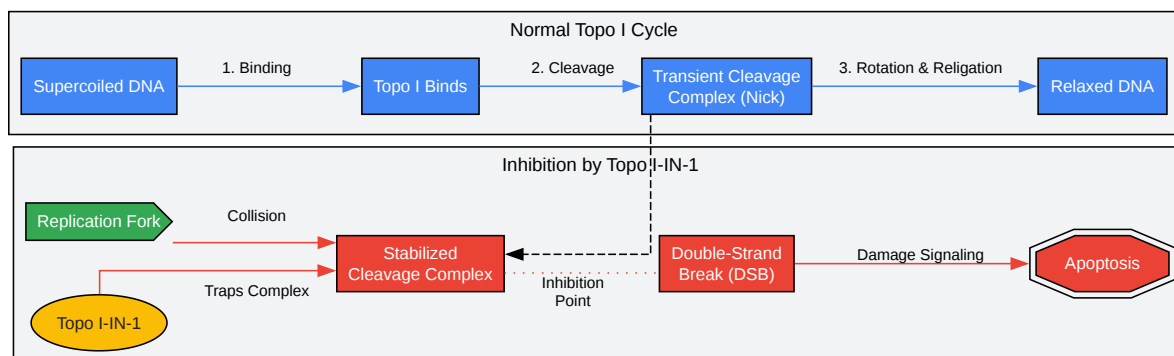 Normal Topo I Cycle
Supercoiled DNA
1. Binding
Topo I Binds
2. Cleavage
Transient Cleavage
Complex (Nick)
3. Rotation & Religation
Relaxed DNA
Inhibition by Topo I-IN-1
Replication Fork
Collision
Stabilized
Cleavage Complex
Traps Complex
Topo I-IN-1
Inhibition
Point
Double-Strand
Break (DSB)
Damage Signaling
Apoptosis